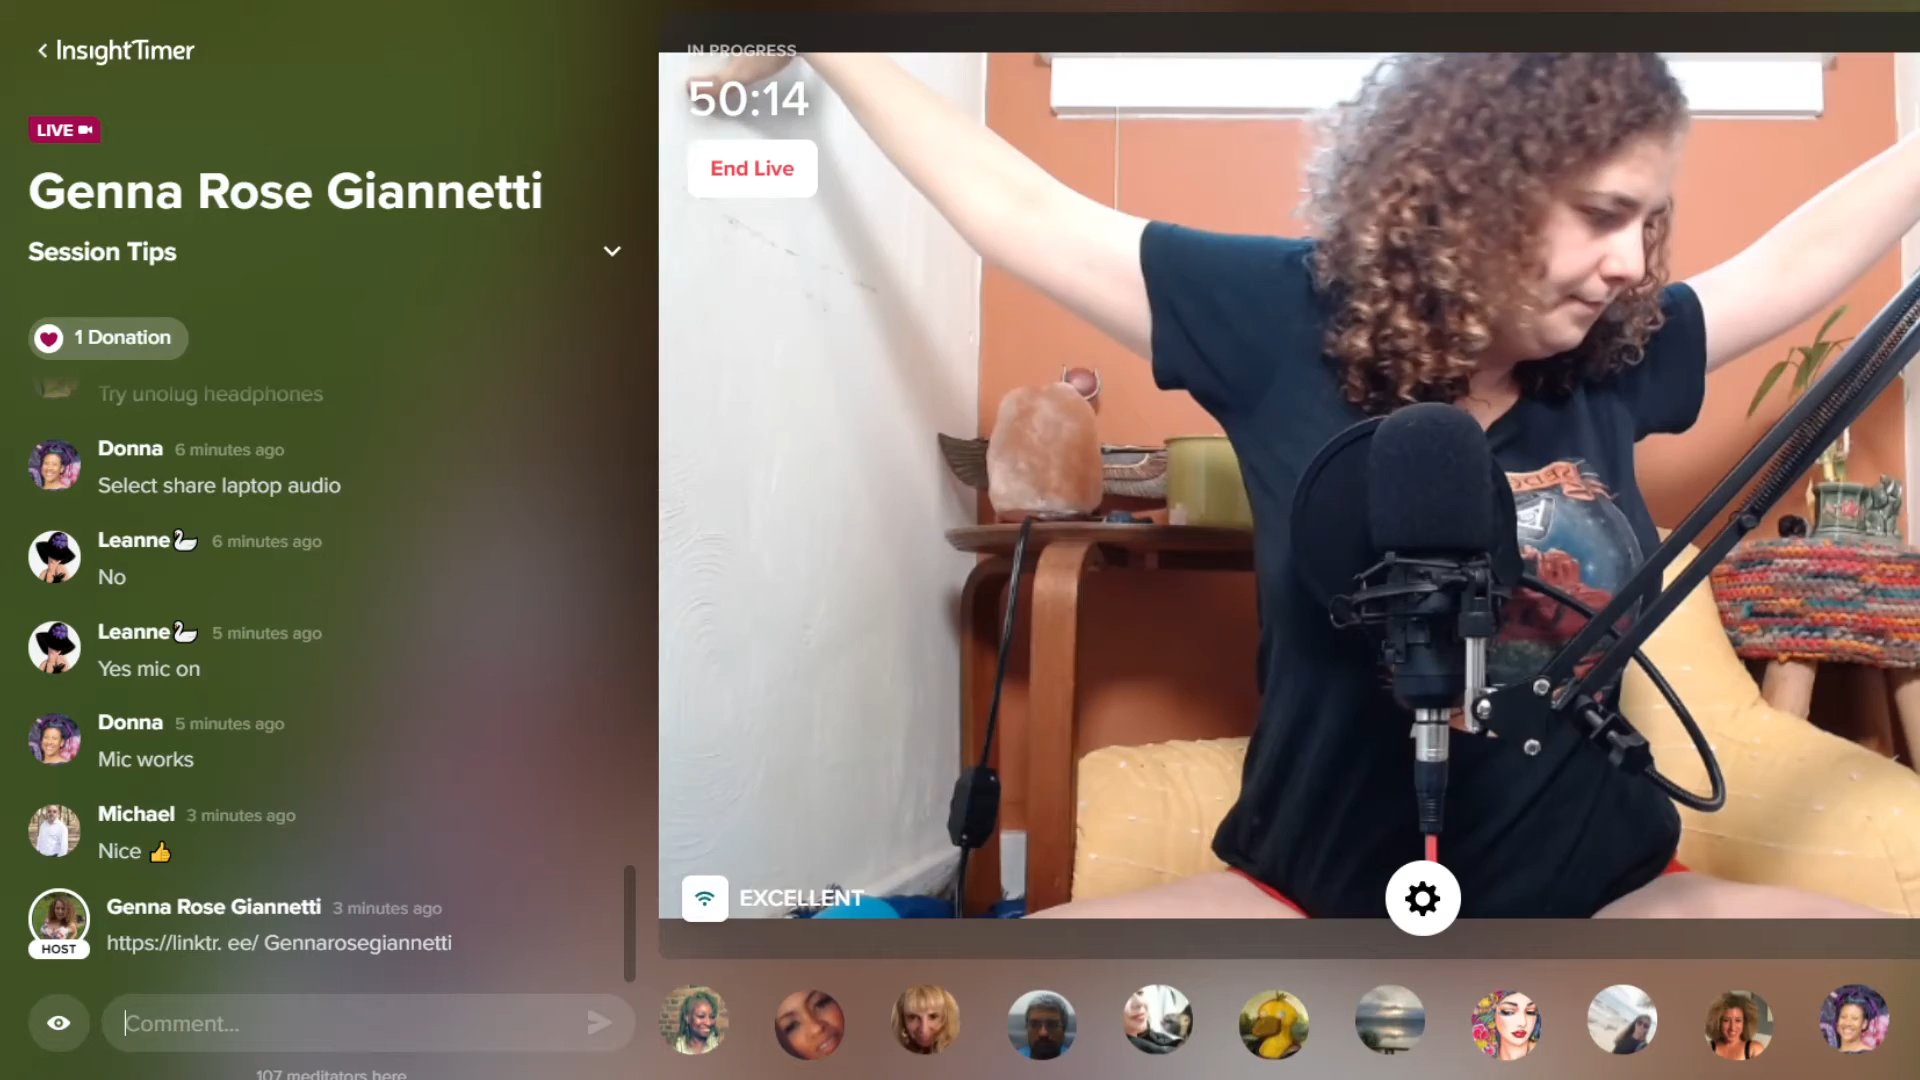 InsightTimer
LIVE
Genna Rose Giannetti
Session Tips
1 Donation
Try unolug headphones
Donna 6 minutes ago
Select share laptop audio
Leanne🦢 6 minutes ago
No
Leanne🦢 5 minutes ago
Yes mic on
Donna 5 minutes ago
Mic works
Michael 3 minutes ago
Nice 👍
Genna Rose Giannetti 3 minutes ago
HOST
https://linktr. ee/ Gennarosegiannetti
Comment...
107 meditators here
IN PROGRESS
50:14
End Live
EXCELLENT